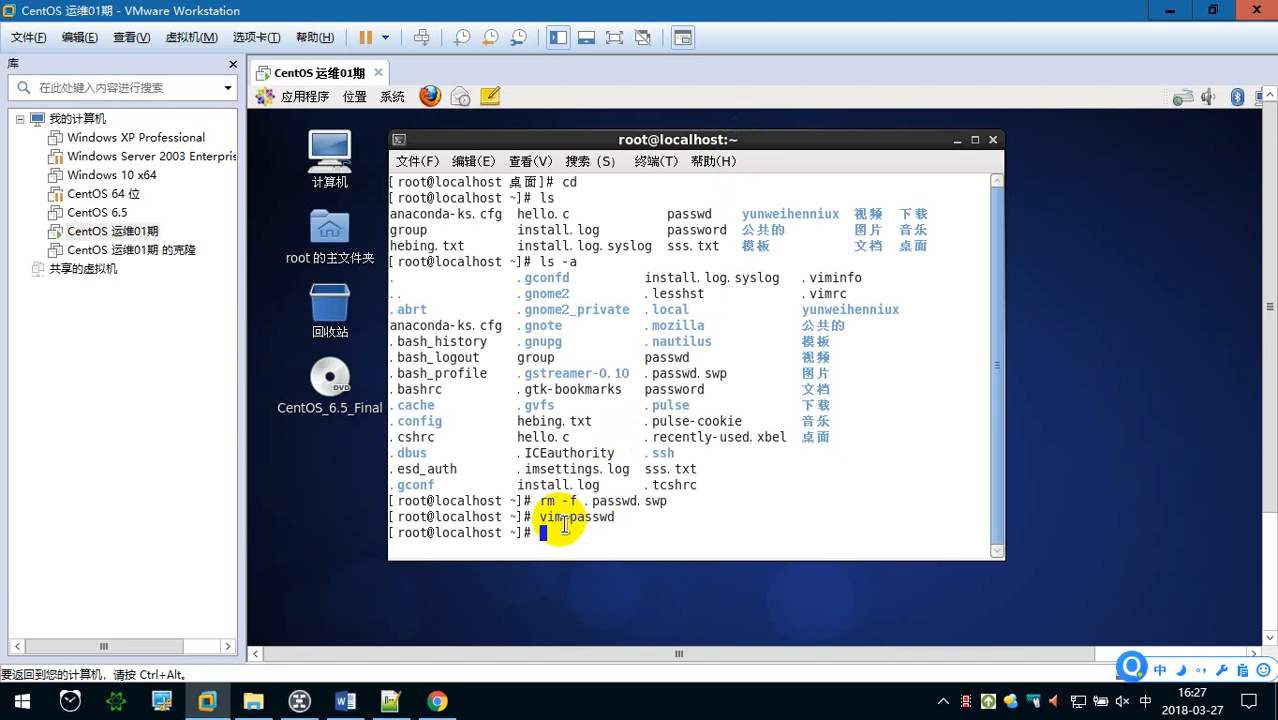 CentOS 运维01期 - VMware Workstation
文件(F) 编辑(E) 查看(V) 虚拟机(M) 选项卡(T) 帮助(H)
库
在此处键入内容进行搜索
我的计算机
Windows XP Professional
Windows Server 2003 Enterpris
Windows 10 x64
CentOS 64 位
CentOS 6.5
CentOS 运维01期
CentOS 运维01期 的克隆
共享的虚拟机
CentOS 运维01期
应用程序 位置 系统
计算机
root 的主文件夹
回收站
DVD
CentOS_6.5_Final
root@localhost:~
文件(F) 编辑(E) 查看(V) 搜索 (S) 终端(T) 帮助(H)
[root@localhost 桌面]# cd
[root@localhost ~]# ls
anaconda-ks.cfg hello.c passwd yunweihenniux 视频 下载
group install.log password 公共的 图片 音乐
hebing.txt install.log.syslog sss.txt 模板 文档 桌面
[root@localhost ~]# ls -a
. .gconfd install.log.syslog .viminfo
.. .gnome2 .lesshst .vimrc
.abrt .gnome2_private .local yunweihenniux
anaconda-ks.cfg .gnote .mozilla 公共的
.bash_history .gnupg .nautilus 模板
.bash_logout group passwd 视频
.bash_profile .gstreamer-0.10 .passwd.swp 图片
.bashrc .gtk-bookmarks password 文档
.cache .gvfs .pulse 下载
.config hebing.txt .pulse-cookie 音乐
.cshrc hello.c .recently-used.xbel 桌面
.dbus .ICEauthority .ssh
.esd_auth .imsettings.log sss.txt
.gconf install.log .tcshrc
[root@localhost ~]# rm -f .passwd.swp
[root@localhost ~]# vim passwd
[root@localhost ~]#
要返回到您的计算机，请按 Ctrl+Alt。
中
中
16:27
2018-03-27